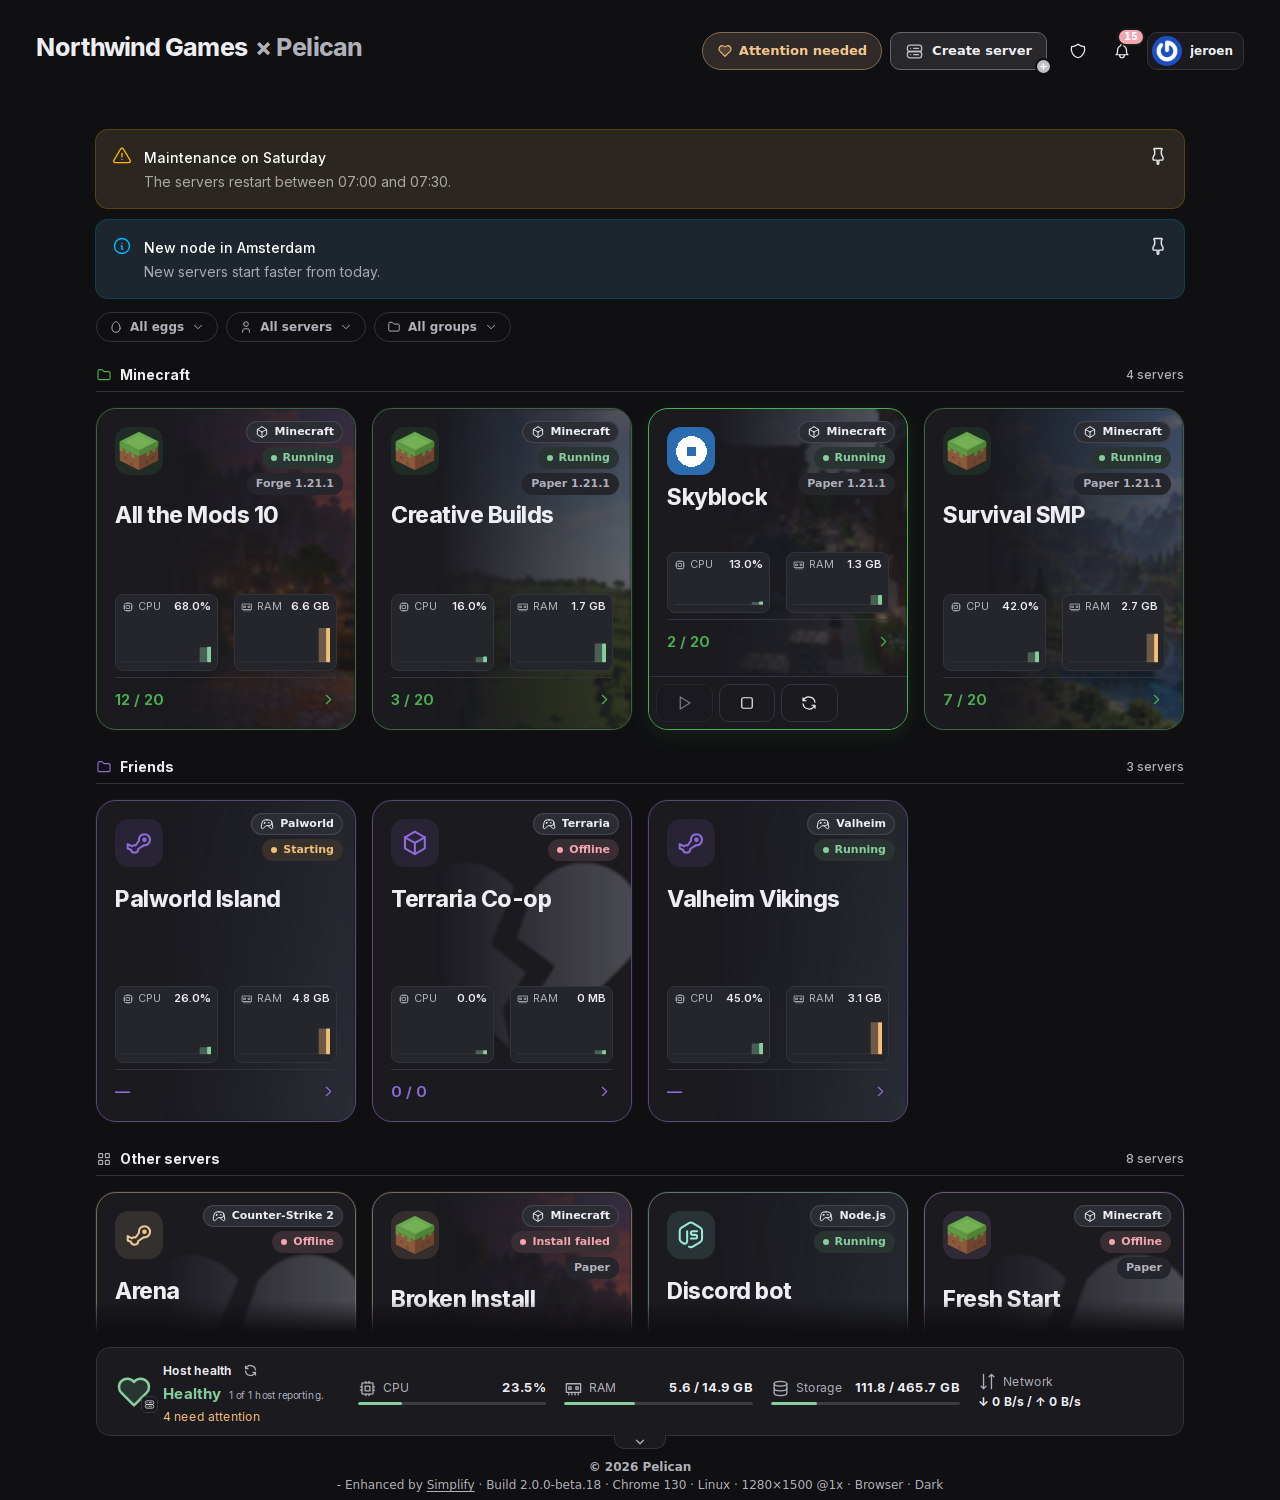 Northwind Games × Pelican
Attention needed
Create server
15
jeroen
Maintenance on Saturday
The servers restart between 07:00 and 07:30.
New node in Amsterdam
New servers start faster from today.
All eggs
All servers
All groups
Minecraft
4 servers
Minecraft
Running
Forge 1.21.1
All the Mods 10
CPU 68.0%
RAM 6.6 GB
12 / 20
Minecraft
Running
Paper 1.21.1
Creative Builds
CPU 16.0%
RAM 1.7 GB
3 / 20
Minecraft
Running
Paper 1.21.1
Skyblock
CPU 13.0%
RAM 1.3 GB
2 / 20
Minecraft
Running
Paper 1.21.1
Survival SMP
CPU 42.0%
RAM 2.7 GB
7 / 20
Friends
3 servers
Palworld
Starting
Palworld Island
CPU 26.0%
RAM 4.8 GB
—
Terraria
Offline
Terraria Co-op
CPU 0.0%
RAM 0 MB
0 / 0
Valheim
Running
Valheim Vikings
CPU 45.0%
RAM 3.1 GB
—
Other servers
8 servers
Counter-Strike 2
Offline
Arena
Minecraft
Install failed
Paper
Broken Install
Node.js
Running
JS
Discord bot
Minecraft
Offline
Paper
Fresh Start
Host health
Healthy 1 of 1 host reporting.
4 need attention
CPU 23.5%
RAM 5.6 / 14.9 GB
Storage 111.8 / 465.7 GB
Network
↓ 0 B/s / ↑ 0 B/s
© 2026 Pelican
- Enhanced by Simplify · Build 2.0.0-beta.18 · Chrome 130 · Linux · 1280×1500 @1x · Browser · Dark